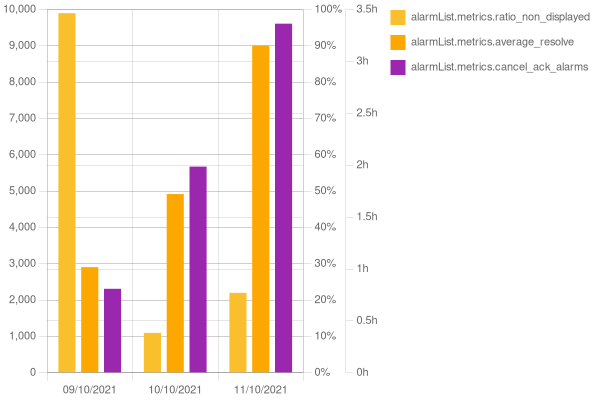 10,000
9,000
8,000
7,000
6,000
5,000
4,000
3,000
2,000
1,000
0
100%
90%
80%
70%
60%
50%
40%
30%
20%
10%
0%
3.5h
3h
2.5h
2h
1.5h
1h
0.5h
0h
09/10/2021
10/10/2021
11/10/2021
alarmList.metrics.ratio_non_displayed
alarmList.metrics.average_resolve
alarmList.metrics.cancel_ack_alarms